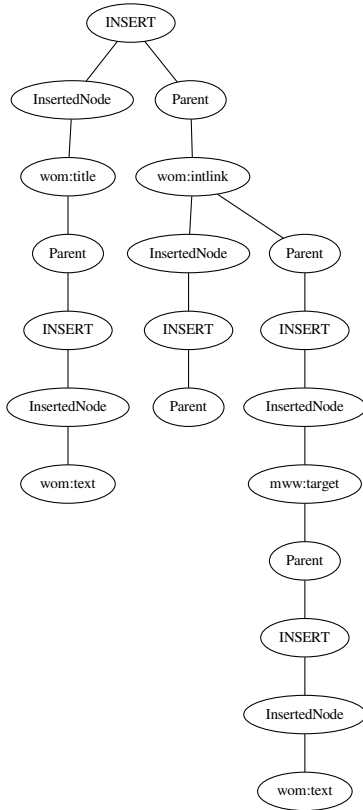 INSERT
InsertedNode Parent
wom:title wom:intlink
Parent InsertedNode Parent
INSERT INSERT INSERT
InsertedNode Parent InsertedNode
wom:text mww:target
Parent
INSERT
InsertedNode
wom:text